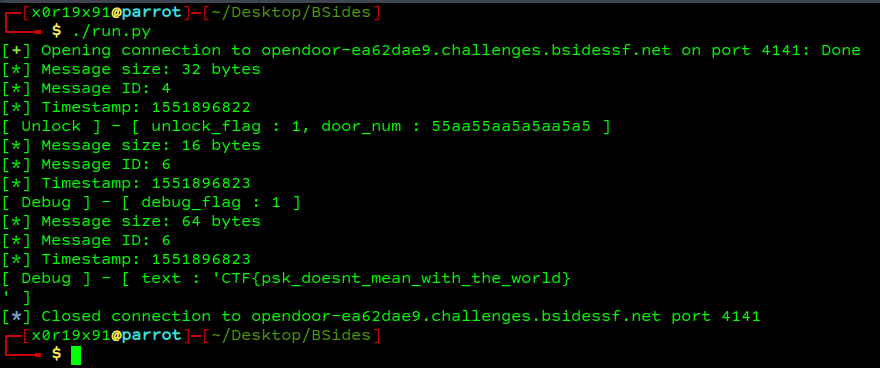 ┌─[x0r19x91@parrot]─[~/Desktop/BSides]
└──╼ $ ./run.py
[+] Opening connection to opendoor-ea62dae9.challenges.bsidessf.net on port 4141: Done
[*] Message size: 32 bytes
[*] Message ID: 4
[*] Timestamp: 1551896822
[ Unlock ] - [ unlock_flag : 1, door_num : 55aa55aa5a5aa5a5 ]
[*] Message size: 16 bytes
[*] Message ID: 6
[*] Timestamp: 1551896823
[ Debug ] - [ debug_flag : 1 ]
[*] Message size: 64 bytes
[*] Message ID: 6
[*] Timestamp: 1551896823
[ Debug ] - [ text : 'CTF{psk_doesnt_mean_with_the_world}
' ]
[*] Closed connection to opendoor-ea62dae9.challenges.bsidessf.net port 4141
┌─[x0r19x91@parrot]─[~/Desktop/BSides]
└──╼ $